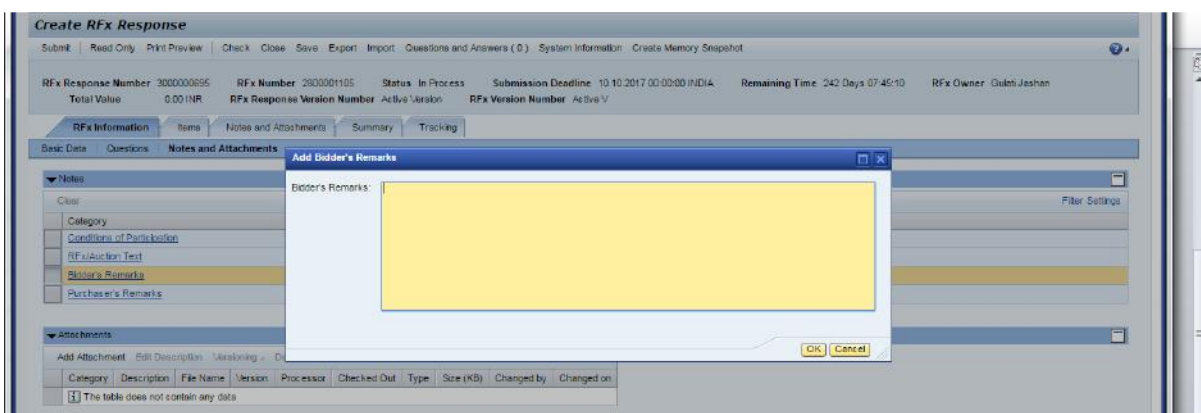 Create RFx Response
Submit Read Only Print Preview Check Close Save Export Import Questions and Answers ( 0 ) System Information Create Memory Snapshot
RFx Response Number 3000000695 RFx Number 2800001105 Status In Process Submission Deadline 10.10.2017 00:00:00 INDIA Remaining Time 242 Days 07:45:10 RFx Owner Gulati Jashan
Total Value 0.00 INR RFx Response Version Number Active Version RFx Version Number Active V
RFx Information Items Notes and Attachments Summary Tracking
Basic Data Questions Notes and Attachments
Add Bidder's Remarks
Bidder's Remarks:
Notes
Clear Filter Settings
Category
Conditions of Participation
RFx/Auction Text
Bidder's Remarks
Purchaser's Remarks
OK Cancel
Attachments
Add Attachment Edit Description Versioning
Category Description File Name Version Processor Checked Out Type Size (KB) Changed by Changed on
The table does not contain any data